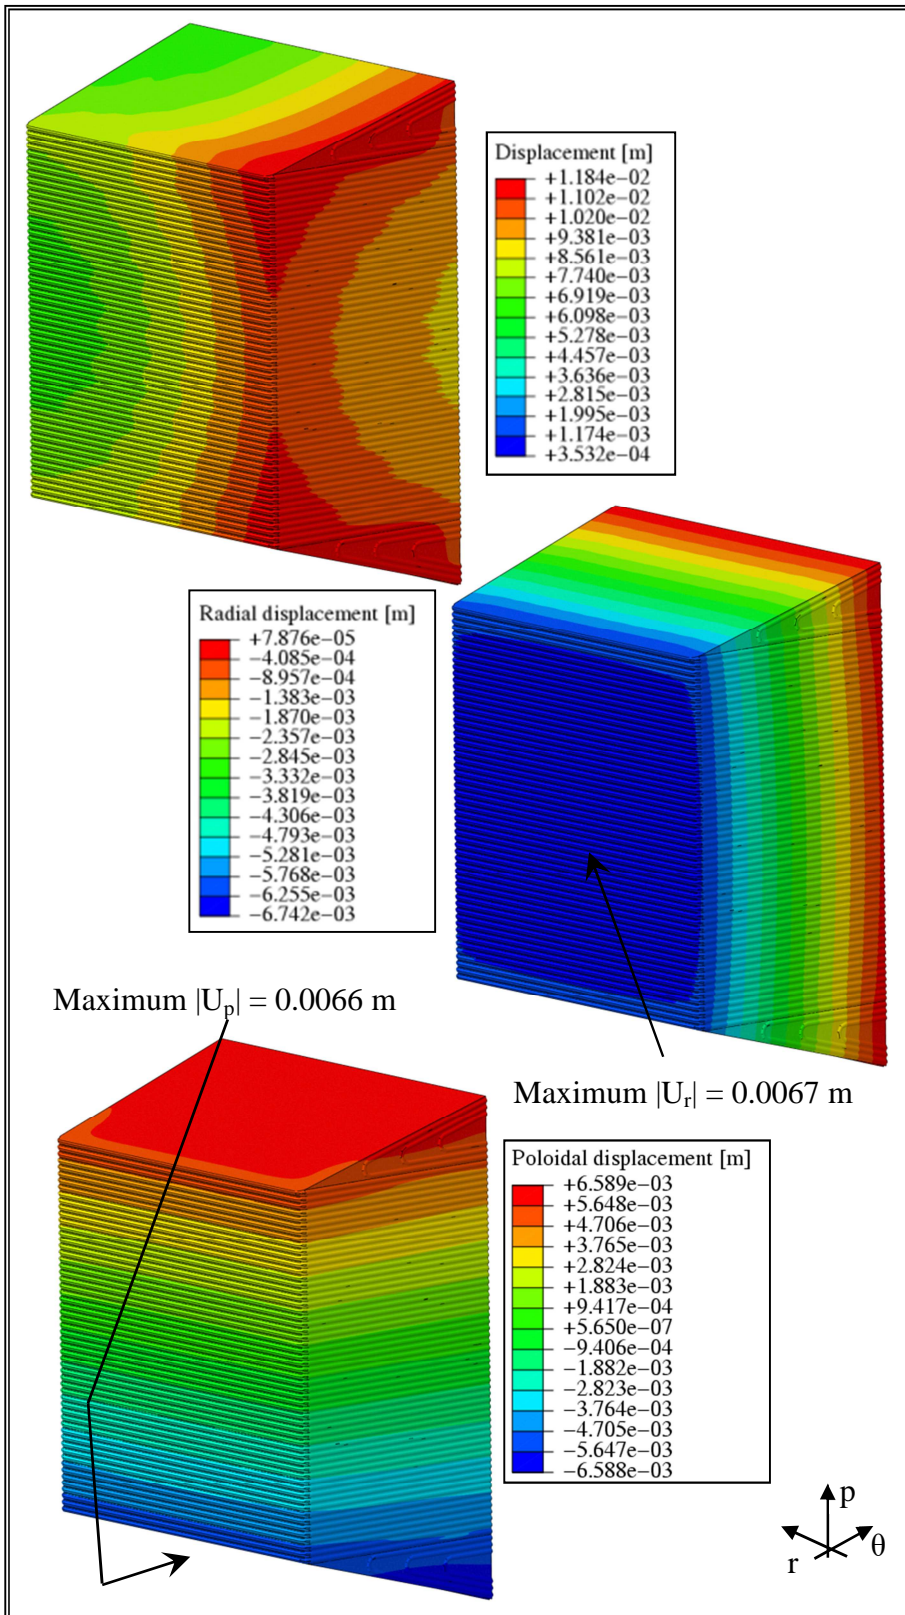 Displacement [m]
+1.184e−02
+1.102e−02
+1.020e−02
+9.381e−03
+8.561e−03
+7.740e−03
+6.919e−03
+6.098e−03
+5.278e−03
+4.457e−03
+3.636e−03
+2.815e−03
+1.995e−03
+1.174e−03
+3.532e−04
Radial displacement [m]
+7.876e−05
−4.085e−04
−8.957e−04
−1.383e−03
−1.870e−03
−2.357e−03
−2.845e−03
−3.332e−03
−3.819e−03
−4.306e−03
−4.793e−03
−5.281e−03
−5.768e−03
−6.255e−03
−6.742e−03
Maximum |Uₚ| = 0.0066 m
Maximum |Uᵣ| = 0.0067 m
Poloidal displacement [m]
+6.589e−03
+5.648e−03
+4.706e−03
+3.765e−03
+2.824e−03
+1.883e−03
+9.417e−04
+5.650e−07
−9.406e−04
−1.882e−03
−2.823e−03
−3.764e−03
−4.705e−03
−5.647e−03
−6.588e−03
p
r
θ